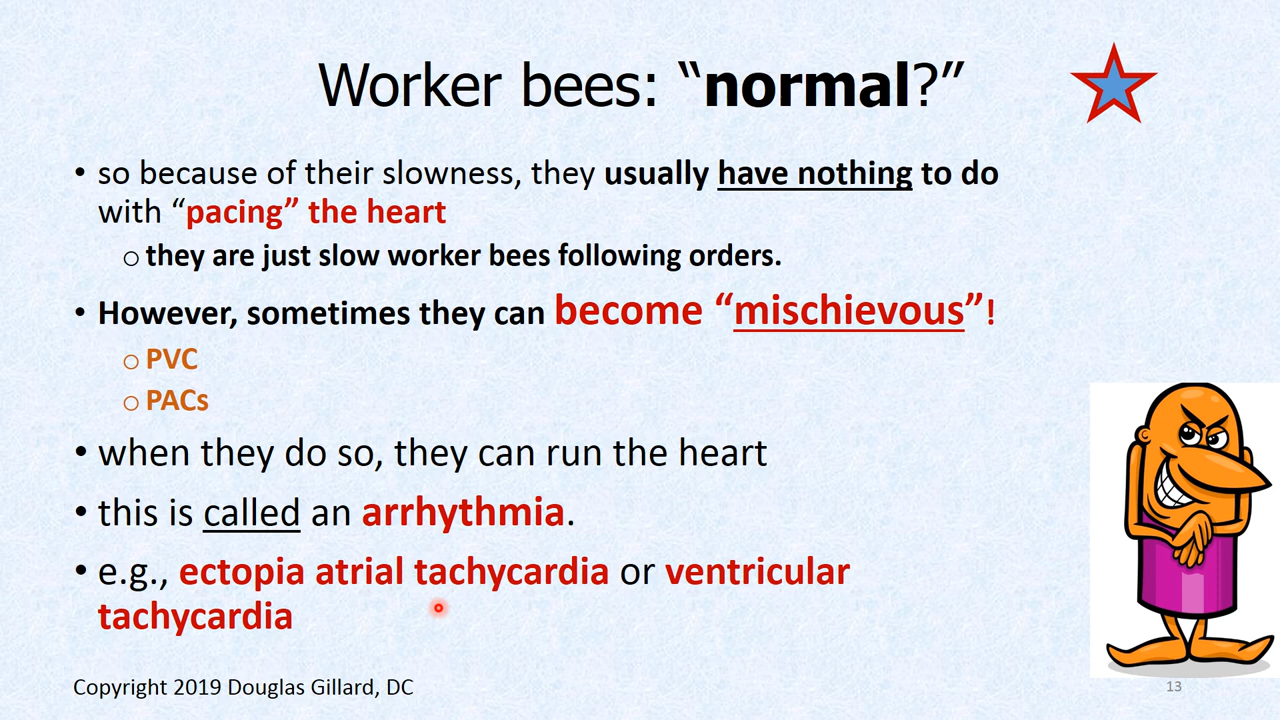 Worker bees: “normal?”
• so because of their slowness, they usually have nothing to do
with “pacing” the heart
o they are just slow worker bees following orders.
• However, sometimes they can become “mischievous”!
o PVC
o PACs
• when they do so, they can run the heart
• this is called an arrhythmia.
• e.g., ectopia atrial tachycardia or ventricular
tachycardia
Copyright 2019 Douglas Gillard, DC
13